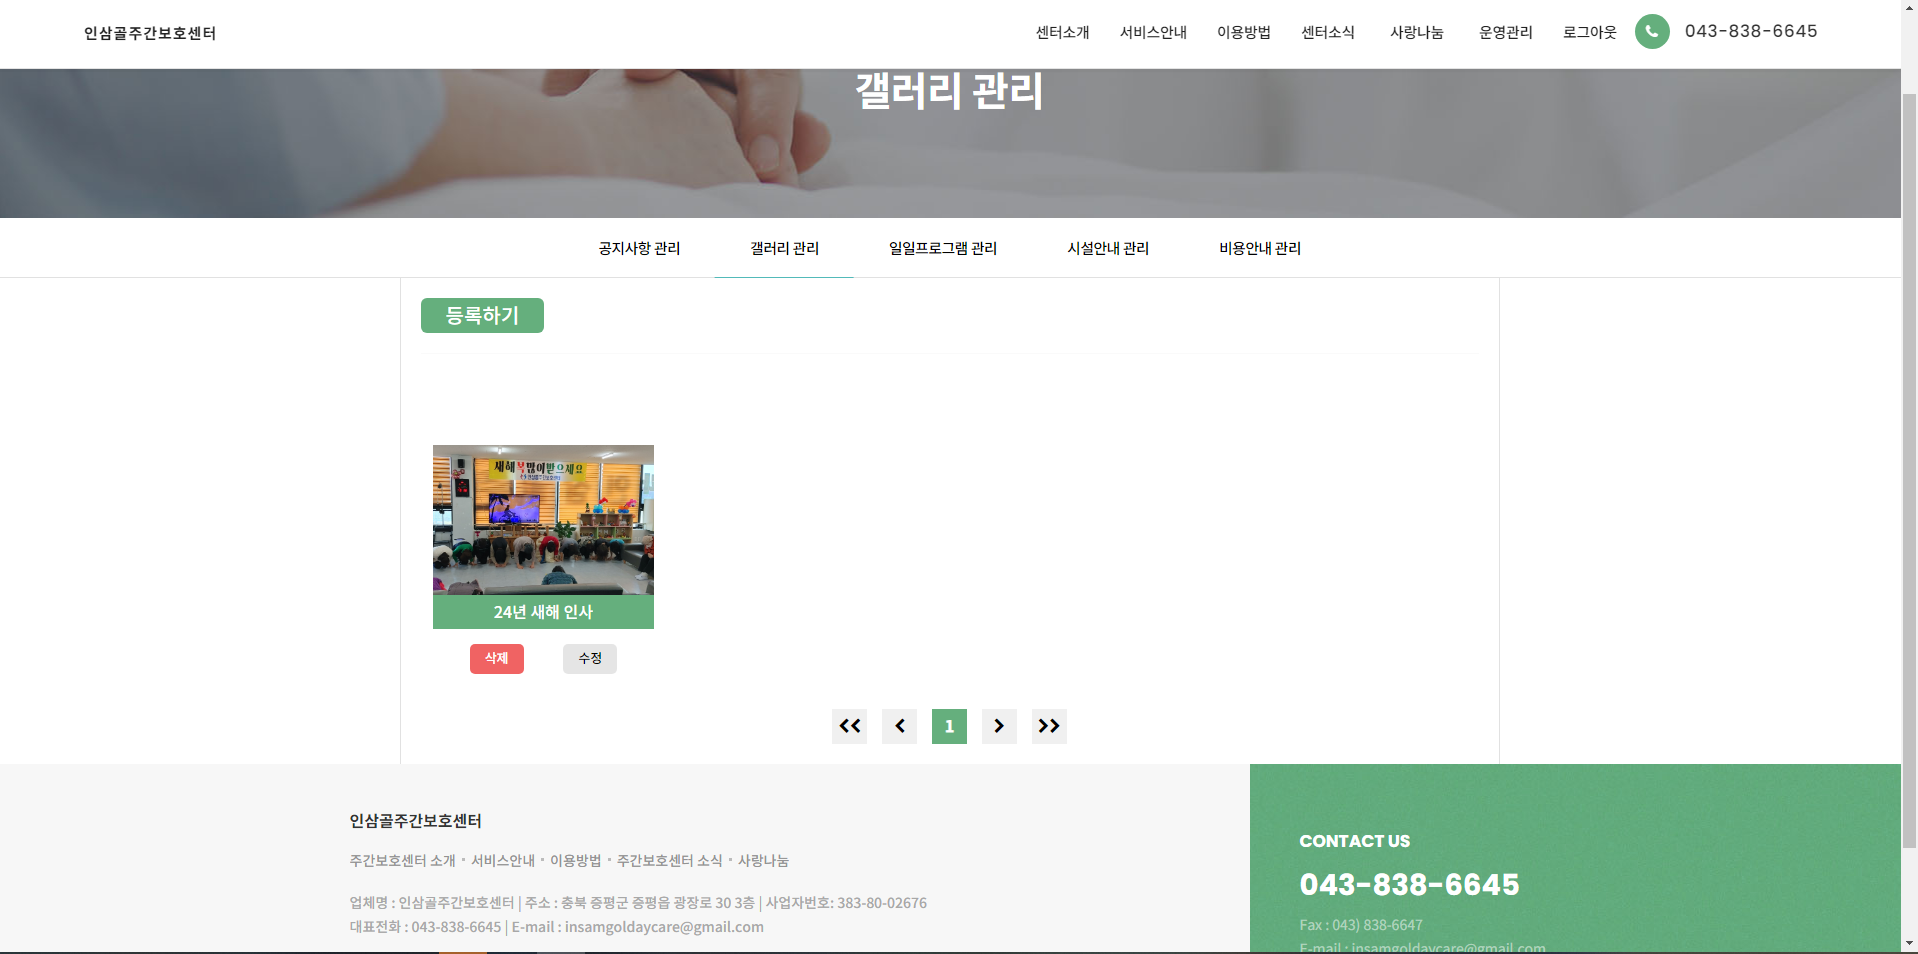 인삼골주간보호센터
센터소개 서비스안내 이용방법 센터소식 사랑나눔 운영관리 로그아웃 043-838-6645
갤러리 관리
공지사항 관리 갤러리 관리 일일프로그램 관리 시설안내 관리 비용안내 관리
등록하기
새해복많이받으세요
24년 새해 인사
삭제 수정
<< < 1 > >>
인삼골주간보호센터
주간보호센터 소개 • 서비스안내 • 이용방법 • 주간보호센터 소식 • 사랑나눔
업체명 : 인삼골주간보호센터 | 주소 : 충북 증평군 증평읍 광장로 30 3층 | 사업자번호: 383-80-02676
대표전화 : 043-838-6645 | E-mail : insamgoldaycare@gmail.com
CONTACT US
043-838-6645
Fax : 043) 838-6647
E-mail : insamgoldaycare@gmail.com